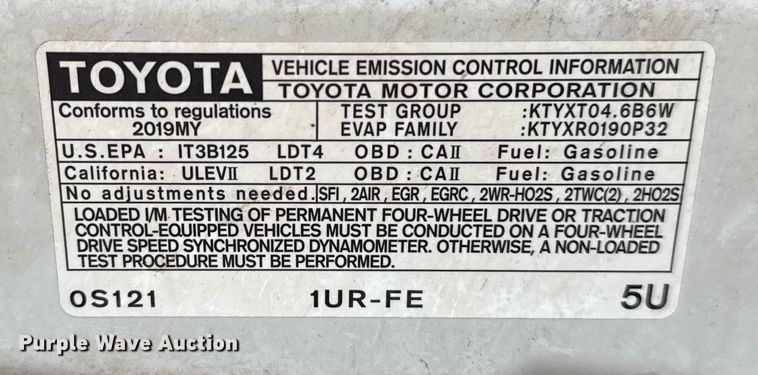 TOYOTA VEHICLE EMISSION CONTROL INFORMATION
TOYOTA MOTOR CORPORATION
Conforms to regulations
2019MY
TEST GROUP :KTYXT04.6B6W
EVAP FAMILY :KTYXR0190P32
U.S.EPA : IT3B125 LDT4 OBD : CAII Fuel: Gasoline
California: ULEVII LDT2 OBD : CAII Fuel: Gasoline
No adjustments needed. SFI, 2AIR, EGR, EGRC, 2WR-HO2S, 2TWC(2), 2HO2S
LOADED I/M TESTING OF PERMANENT FOUR-WHEEL DRIVE OR TRACTION
CONTROL-EQUIPPED VEHICLES MUST BE CONDUCTED ON A FOUR-WHEEL
DRIVE SPEED SYNCHRONIZED DYNAMOMETER. OTHERWISE, A NON-LOADED
TEST PROCEDURE MUST BE PERFORMED.
0S121 1UR-FE 5U
Purple Wave Auction